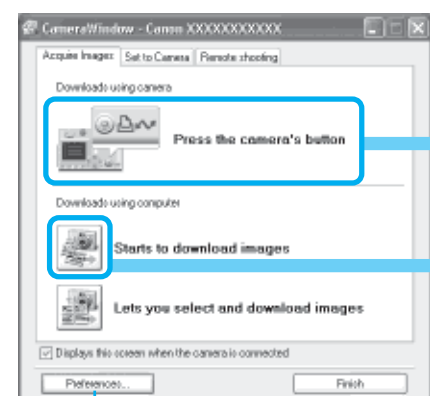 CameraWindow - Canon XXXXXXXXXXX
Acquire Images Set to Camera Remote shooting
Downloads using camera
Press the camera's button
Downloads using computer
Starts to download images
Lets you select and download images
Displays this screen when the camera is connected
Preferences... Finish